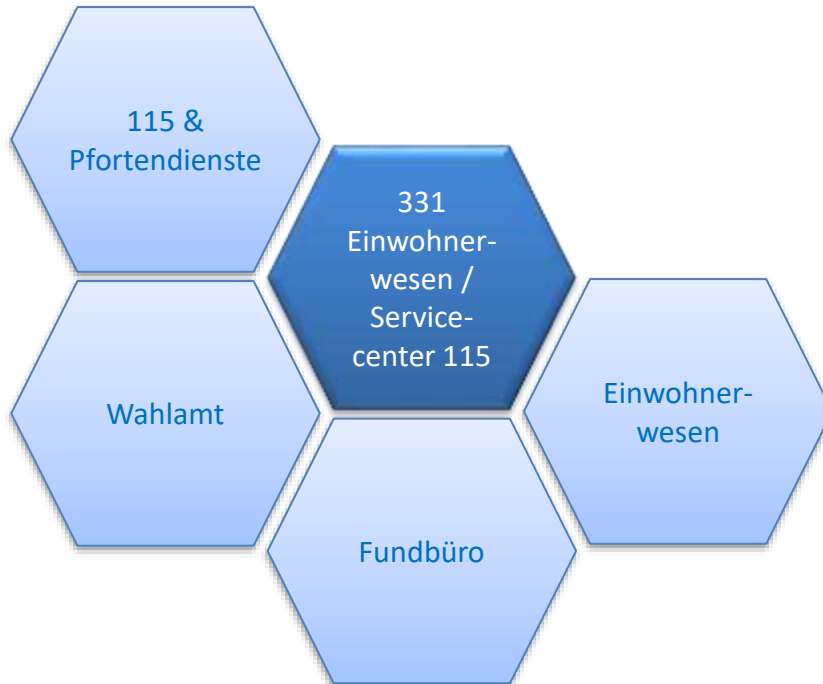 115 &
Pfortendienste
331
Einwohner-
wesen /
Service-
center 115
Wahlamt
Einwohner-
wesen
Fundbüro